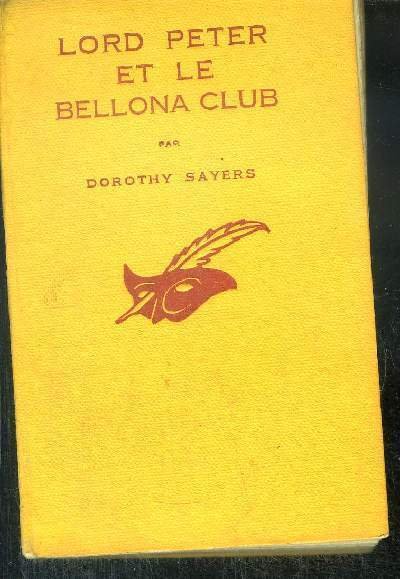 LORD PETER
ET LE
BELLONA CLUB
PAR
DOROTHY SAYERS